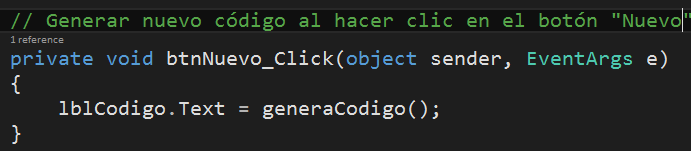 // Generar nuevo código al hacer clic en el botón "Nuevo"
1 reference
private void btnNuevo_Click(object sender, EventArgs e)
{
    lblCodigo.Text = generaCodigo();
}